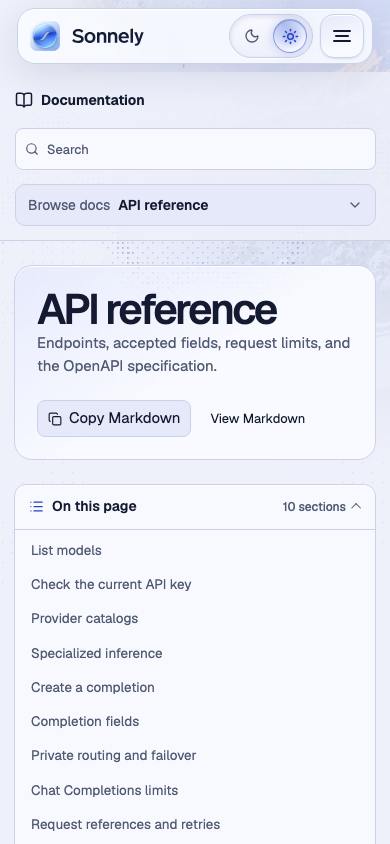 Sonnely
Documentation
Search
Browse docs API reference
API reference
Endpoints, accepted fields, request limits, and
the OpenAPI specification.
Copy Markdown View Markdown
On this page 10 sections
List models
Check the current API key
Provider catalogs
Specialized inference
Create a completion
Completion fields
Private routing and failover
Chat Completions limits
Request references and retries